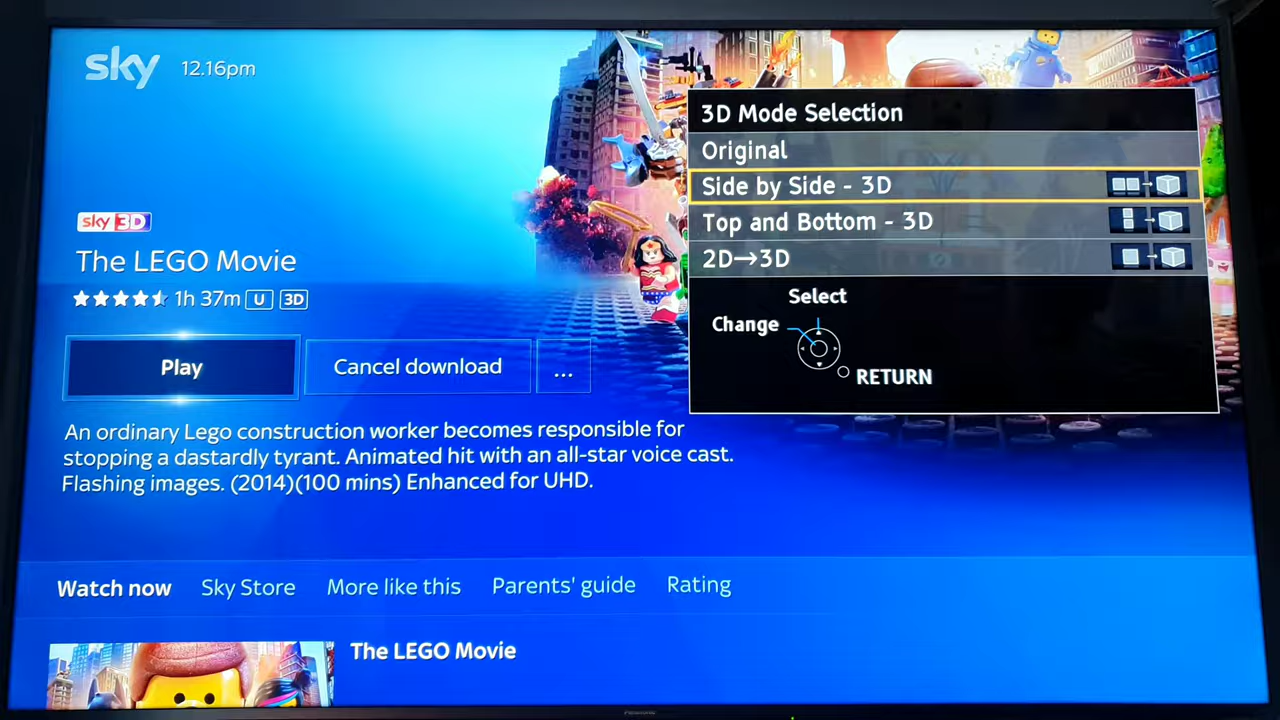 sky 12.16pm
3D Mode Selection
Original
Side by Side - 3D
Top and Bottom - 3D
2D→3D
Select
Change
RETURN
sky 3D
The LEGO Movie
1h 37m U 3D
Play
Cancel download
...
An ordinary Lego construction worker becomes responsible for
stopping a dastardly tyrant. Animated hit with an all-star voice cast.
Flashing images. (2014)(100 mins) Enhanced for UHD.
Watch now Sky Store More like this Parents' guide Rating
The LEGO Movie